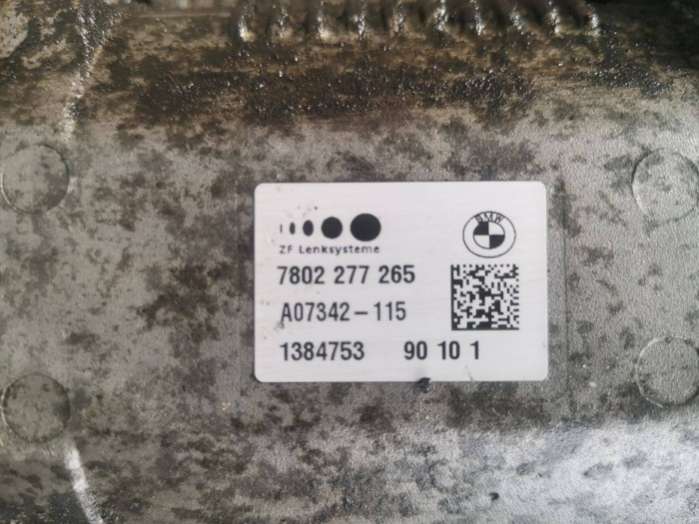 ZF Lenksysteme
BMW
7802 277 265
A07342-115
1384753 90 10 1